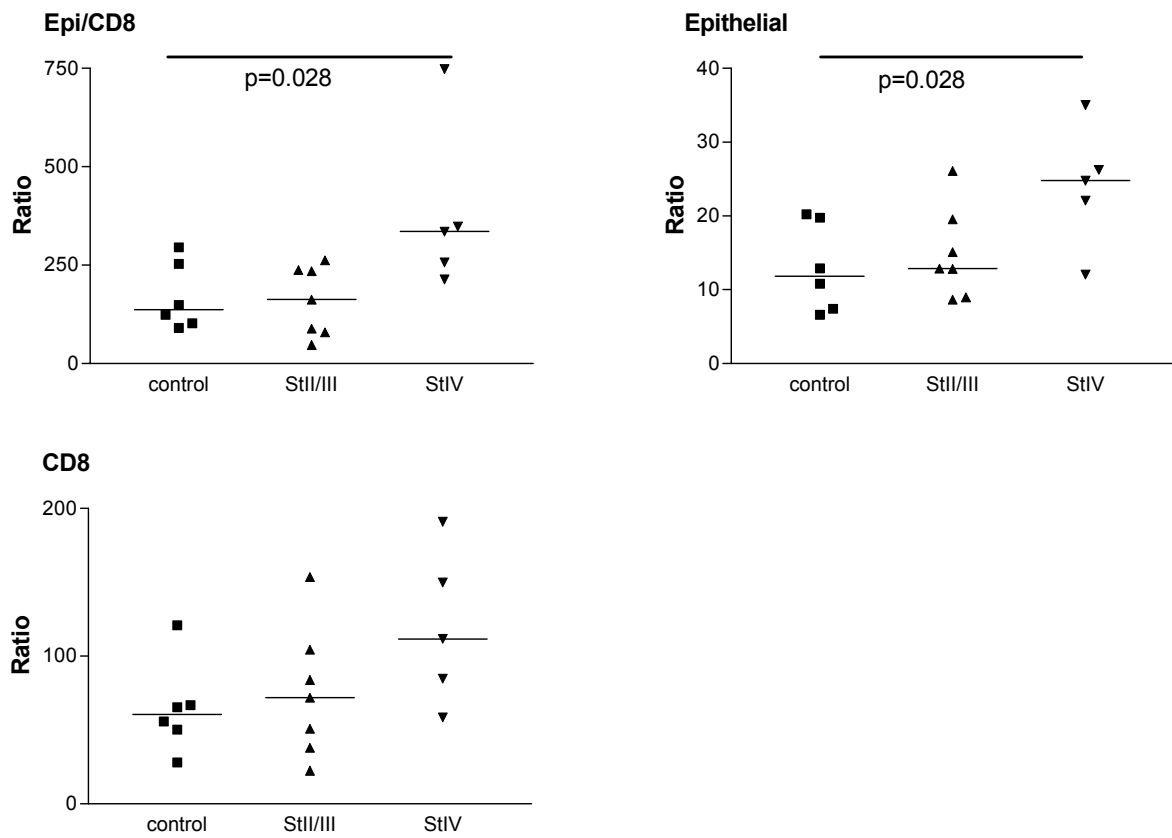 Epi/CD8
p=0.028
750
500
250
0
Ratio
control StII/III StIV
Epithelial
p=0.028
40
30
20
10
0
Ratio
control StII/III StIV
CD8
200
100
0
Ratio
control StII/III StIV